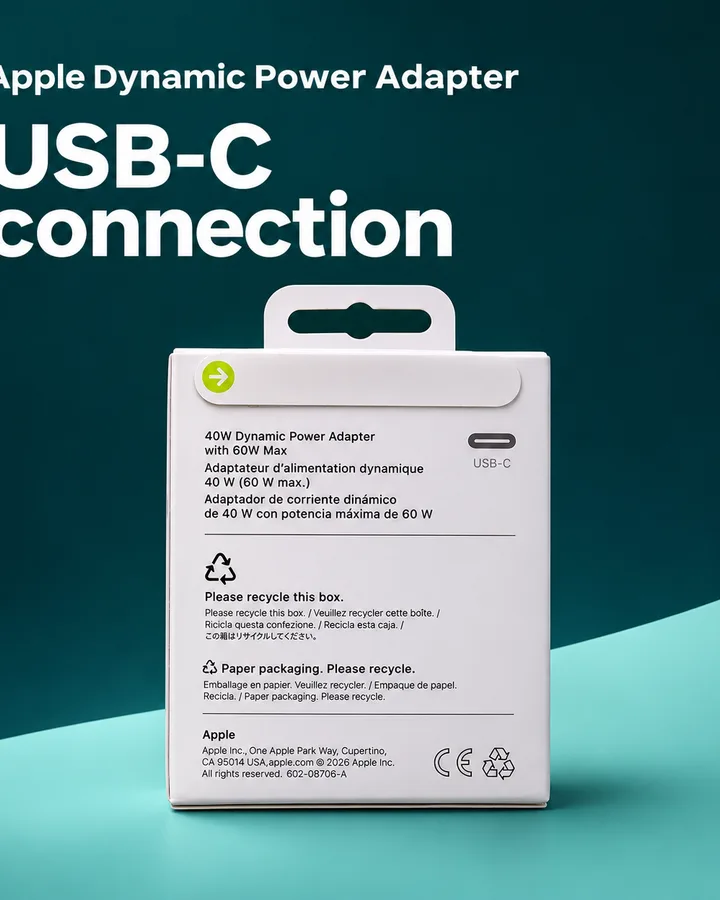 Apple Dynamic Power Adapter
USB-C
connection
40W Dynamic Power Adapter
with 60W Max
Adaptateur d'alimentation dynamique
40 W (60 W max.)
Adaptador de corriente dinámico
de 40 W con potencia máxima de 60 W
USB-C
Please recycle this box.
Please recycle this box. / Veuillez recycler cette boîte. /
Ricicla questa confezione. / Recicla esta caja. /
この箱はリサイクルしてください。
Paper packaging. Please recycle.
Emballage en papier. Veuillez recycler. / Empaque de papel.
Recicla. / Paper packaging. Please recycle.
Apple
Apple Inc., One Apple Park Way, Cupertino,
CA 95014 USA,apple.com © 2026 Apple Inc.
All rights reserved. 602-08706-A
CE